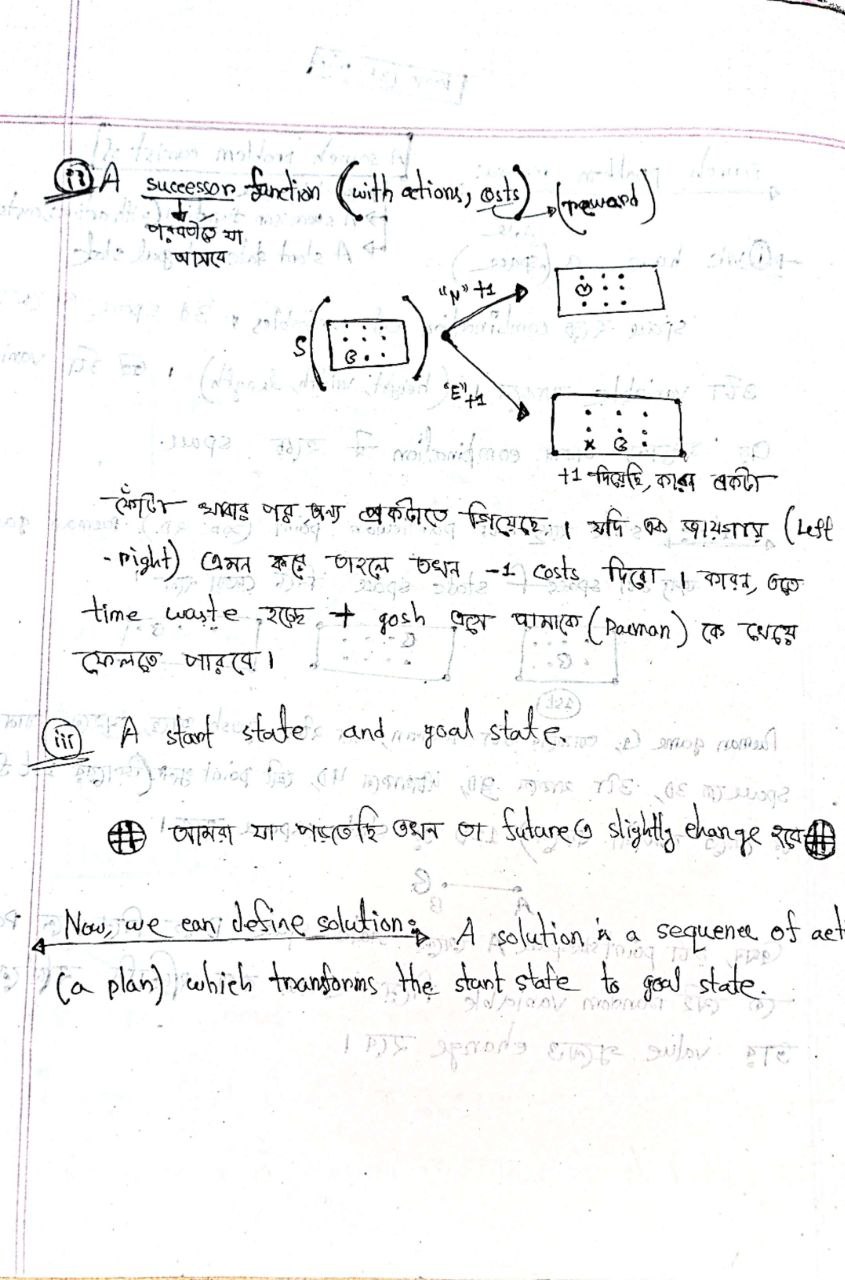 ii A successor function (with actions, costs) → (reward)
পরবর্তীতে যা
আসবে
"N" +1
S
"E" +1
+1 দিয়েছি, কারন একটা
ফোঁটা খাবার পর অন্য একটাতে গিয়েছে। যদি এক জায়গায় (Left
-right) এমন করে তাহলে তখন -1 costs দিবো। কারন, ওতে
time waste হচ্ছে + gosh এসে আমাকে (Pacman) কে খেয়ে
ফেলতে পারবে।
iii A start state and goal state.
আমরা যা পড়তেছি তখন তা future এ slightly change হবে
Now, we can define solution: A solution is a sequence of act
(a plan) which transforms the start state to goal state.